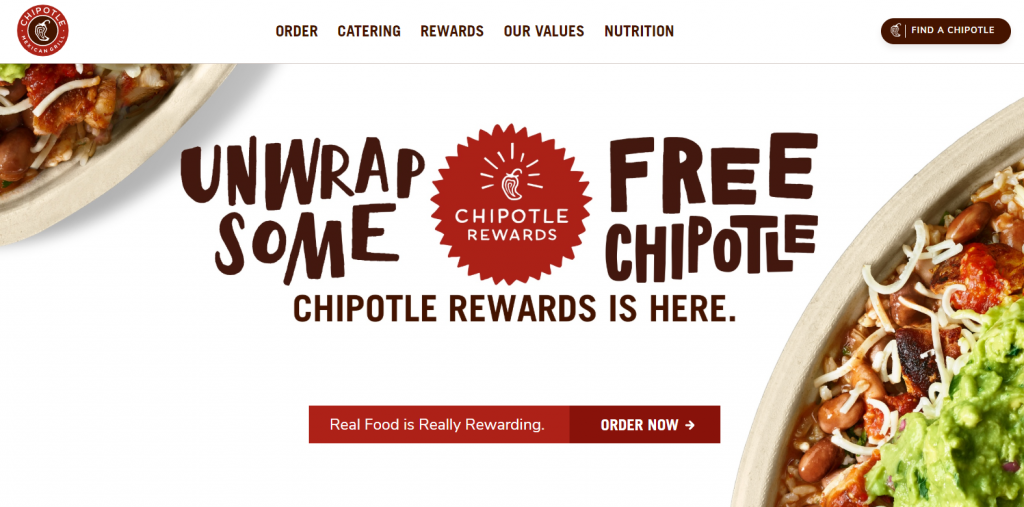 CHIPOTLE
MEXICAN GRILL
ORDER CATERING REWARDS OUR VALUES NUTRITION
FIND A CHIPOTLE
UNWRAP
SOME
CHIPOTLE
REWARDS
FREE
CHIPOTLE
CHIPOTLE REWARDS IS HERE.
Real Food is Really Rewarding.
ORDER NOW →